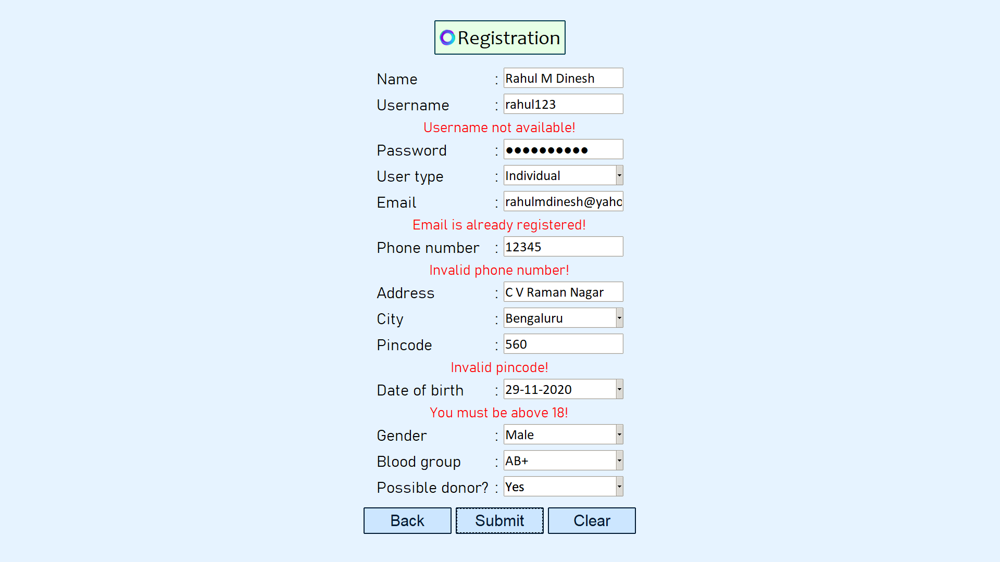 Registration
Name : Rahul M Dinesh
Username : rahul123
Username not available!
Password : ●●●●●●●●●●
User type : Individual
Email : rahulmdinesh@yaho
Email is already registered!
Phone number : 12345
Invalid phone number!
Address : C V Raman Nagar
City : Bengaluru
Pincode : 560
Invalid pincode!
Date of birth : 29-11-2020
You must be above 18!
Gender : Male
Blood group : AB+
Possible donor? : Yes
Back Submit Clear